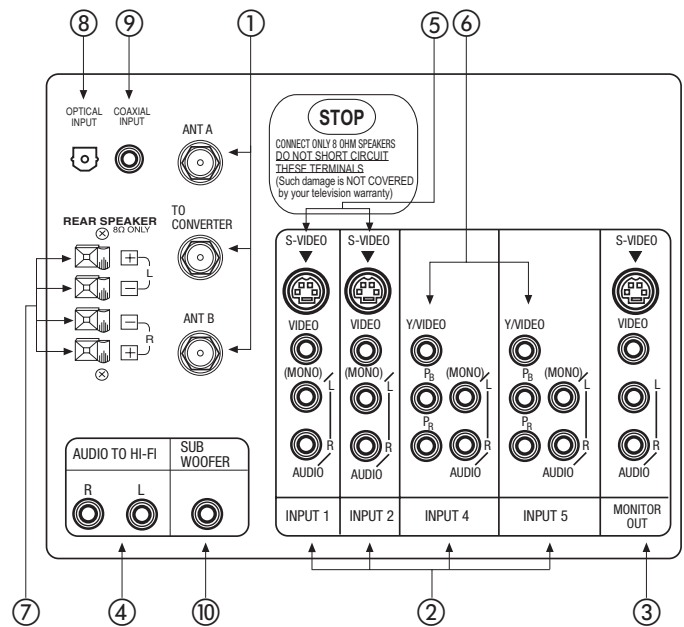 ⑧ ⑨ ① ⑤ ⑥
OPTICAL
INPUT
COAXIAL
INPUT
ANT A
STOP
CONNECT ONLY 8 OHM SPEAKERS
DO NOT SHORT CIRCUIT
THESE TERMINALS
(Such damage is NOT COVERED
by your television warranty)
REAR SPEAKER
8Ω ONLY
TO
CONVERTER
+
L
−
−
R
+
ANT B
S-VIDEO S-VIDEO S-VIDEO
VIDEO VIDEO Y/VIDEO Y/VIDEO VIDEO
(MONO) (MONO) PB (MONO) PB (MONO)
L L L L L
PR PR
R R R R R
AUDIO AUDIO AUDIO AUDIO AUDIO
INPUT 1 INPUT 2 INPUT 4 INPUT 5 MONITOR
OUT
AUDIO TO HI-FI
R L
SUB
WOOFER
⑦ ④ ⑩ ② ③